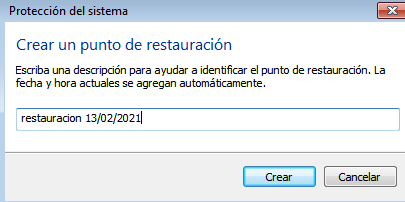 Protección del sistema
Crear un punto de restauración
Escriba una descripción para ayudar a identificar el punto de restauración. La
fecha y hora actuales se agregan automáticamente.
restauracion 13/02/2021
Crear
Cancelar